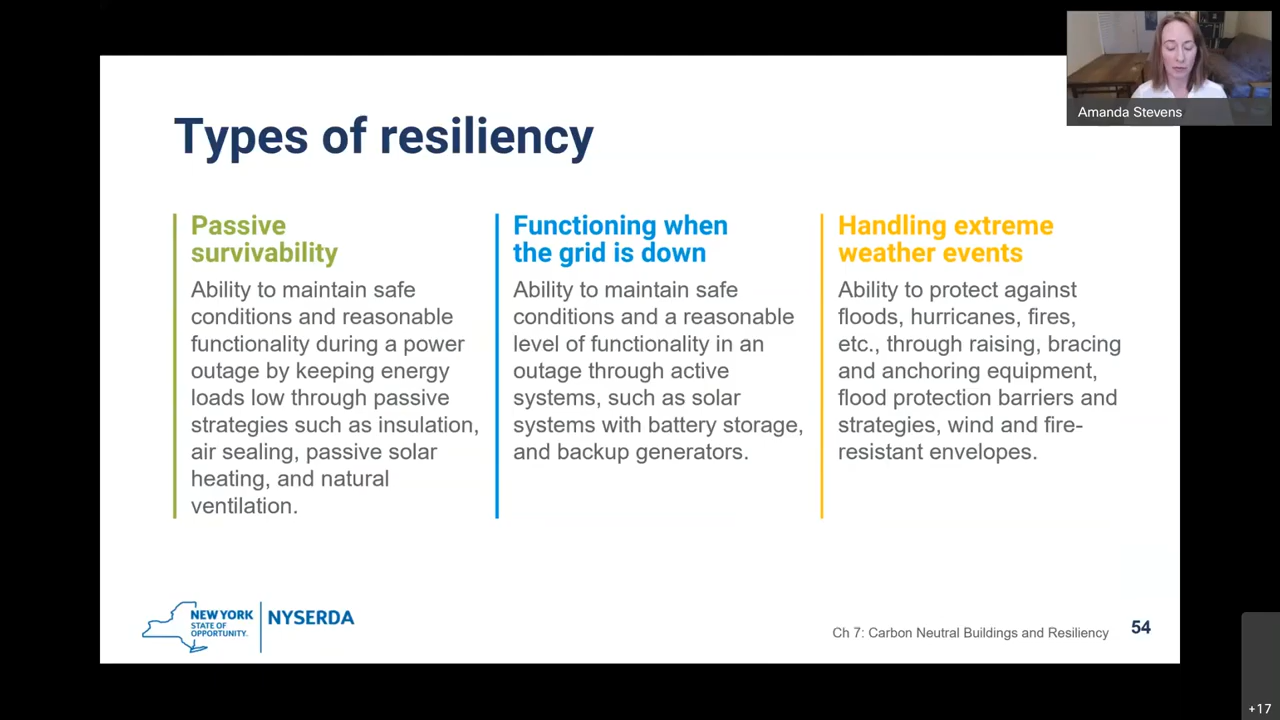 Amanda Stevens
Types of resiliency
Passive
survivability
Ability to maintain safe
conditions and reasonable
functionality during a power
outage by keeping energy
loads low through passive
strategies such as insulation,
air sealing, passive solar
heating, and natural
ventilation.
Functioning when
the grid is down
Ability to maintain safe
conditions and a reasonable
level of functionality in an
outage through active
systems, such as solar
systems with battery storage,
and backup generators.
Handling extreme
weather events
Ability to protect against
floods, hurricanes, fires,
etc., through raising, bracing
and anchoring equipment,
flood protection barriers and
strategies, wind and fire-
resistant envelopes.
NEW YORK
STATE OF
OPPORTUNITY.
NYSERDA
Ch 7: Carbon Neutral Buildings and Resiliency
54
+17